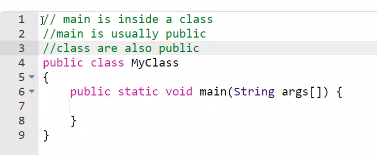 1 // main is inside a class
2 //main is usually public
3 //class are also public
4 public class MyClass
5 {
6 public static void main(String args[]) {
7
8 }
9 }